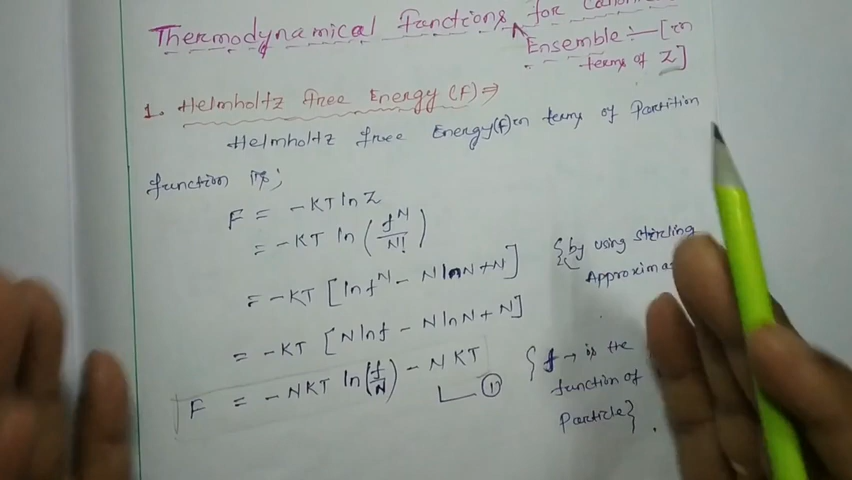 Thermodynamical Functions for
Ensemble :- [in
terms of Z]
1. Helmholtz free Energy (F) ⇒
Helmholtz free Energy(F) in terms of Partition
function is;
F = -KT ln Z
= -KT ln (f^N/N!)
= -KT [ln f^N - N ln N + N]
{by using Sterling
= -KT [N ln f - N ln N + N]
F = -NKT ln (f/N) - NKT
①
{f → is the
function of
Particle}